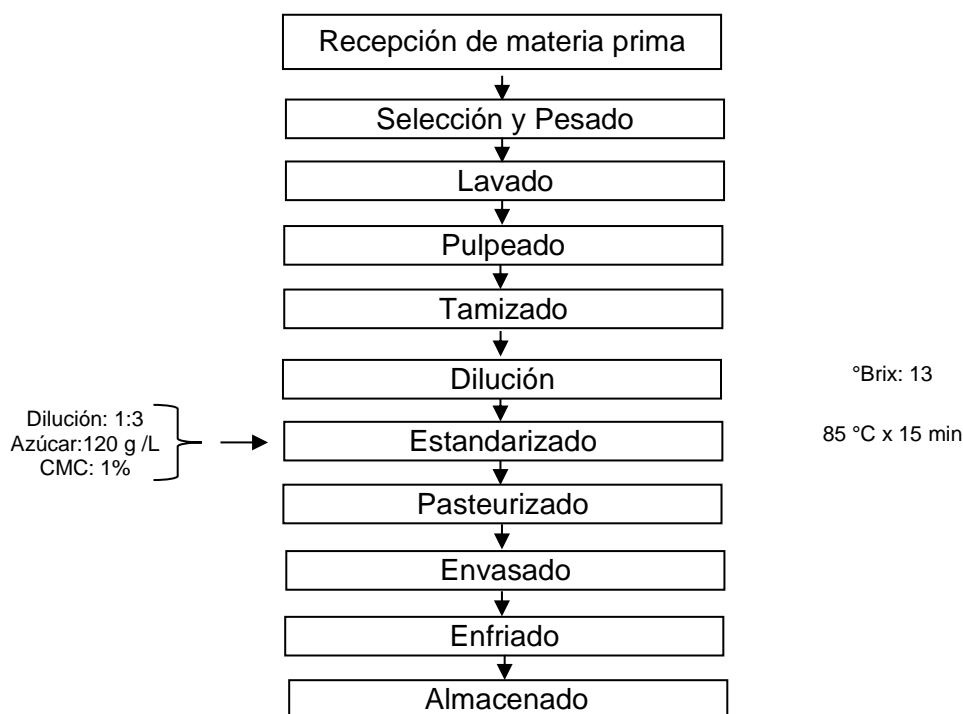 Recepción de materia prima
Selección y Pesado
Lavado
Pulpeado
Tamizado
Dilución
°Brix: 13
Dilución: 1:3
Azúcar:120 g /L
CMC: 1%
Estandarizado
85 °C x 15 min
Pasteurizado
Envasado
Enfriado
Almacenado